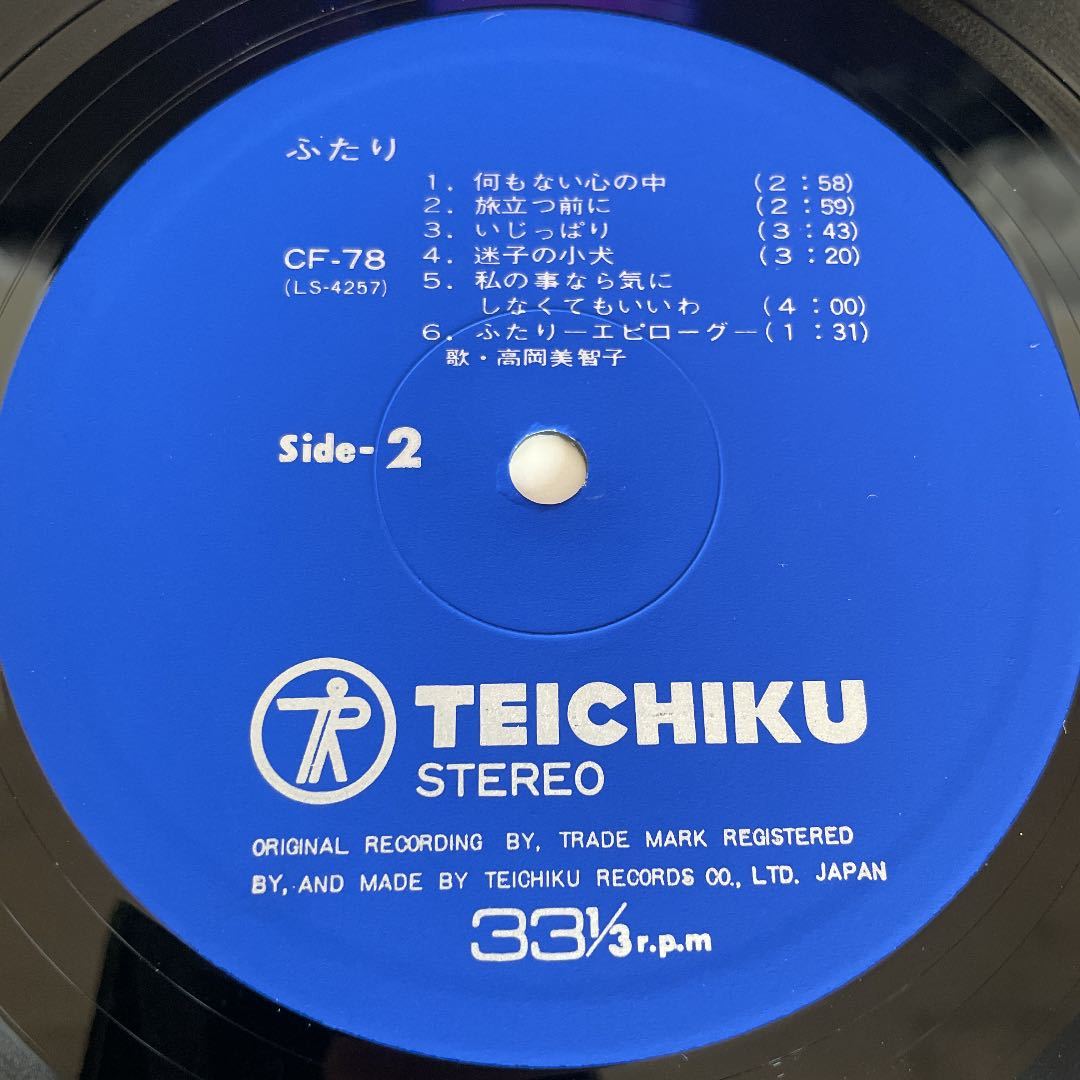 ふたり
1. 何もない心の中 (2:58)
2. 旅立つ前に (2:59)
3. いじっぱり (3:43)
4. 迷子の小犬 (3:20)
5. 私の事なら気に
しなくてもいいわ (4:00)
6. ふたり—エピローグ—(1:31)
歌・高岡美智子
CF-78
(LS-4257)
Side-2
TEICHIKU
STEREO
ORIGINAL RECORDING BY, TRADE MARK REGISTERED
BY, AND MADE BY TEICHIKU RECORDS CO., LTD. JAPAN
33⅓ r.p.m